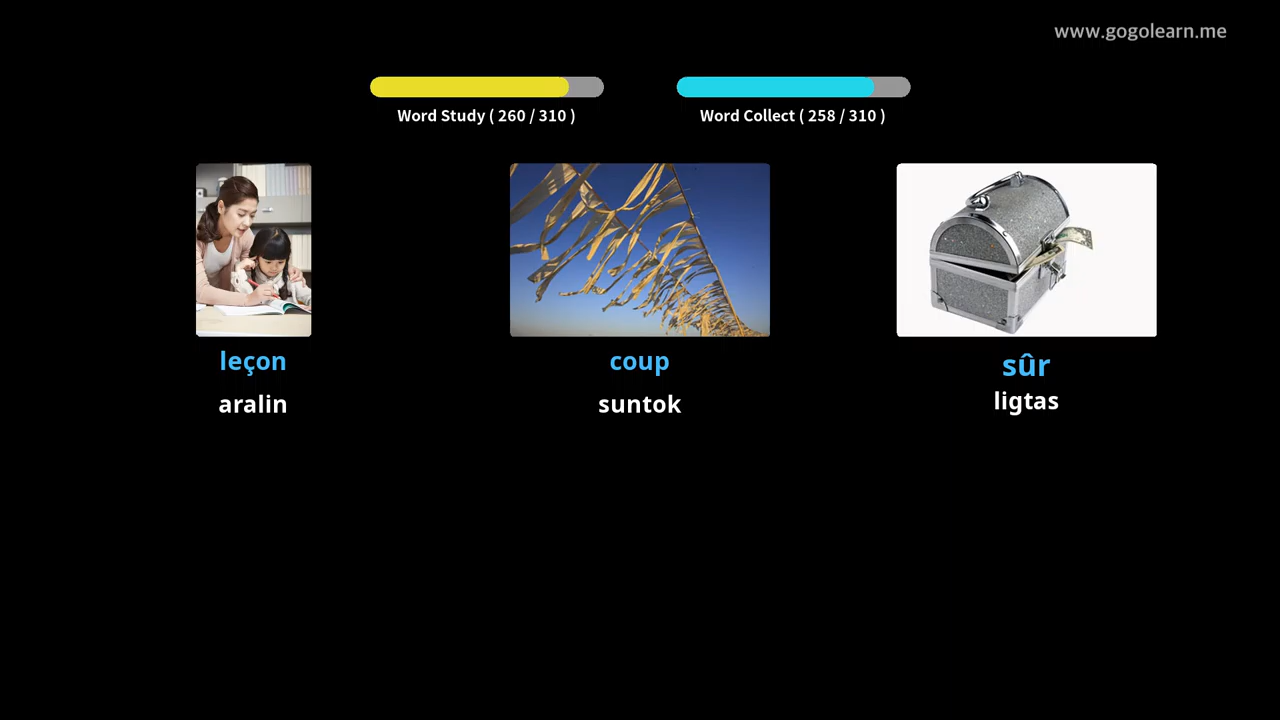 www.gogolearn.me
Word Study ( 260 / 310 )
Word Collect ( 258 / 310 )
leçon
aralin
coup
suntok
sûr
ligtas